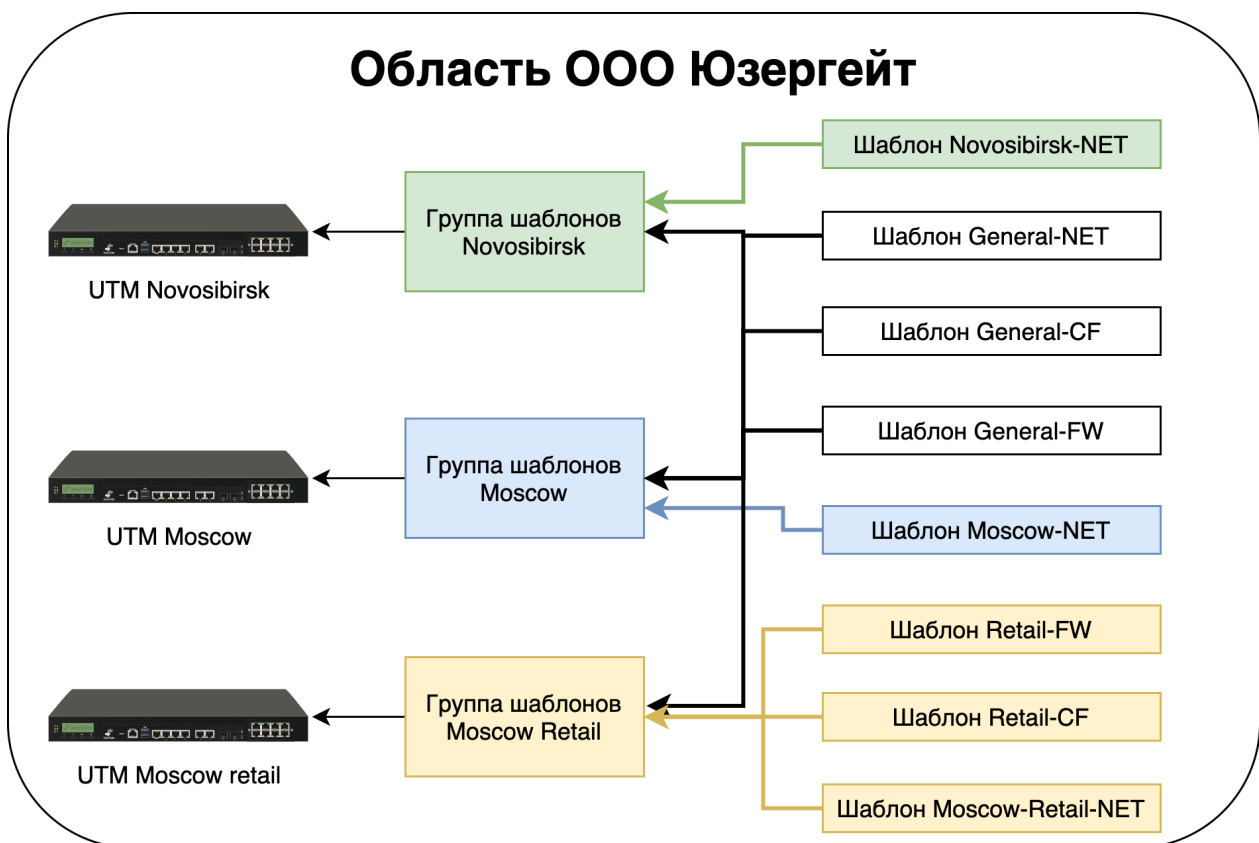 Область ООО Юзергейт
Шаблон Novosibirsk-NET
Группа шаблонов
Novosibirsk
Шаблон General-NET
UTM Novosibirsk
Шаблон General-CF
Шаблон General-FW
Группа шаблонов
Moscow
UTM Moscow
Шаблон Moscow-NET
Шаблон Retail-FW
Группа шаблонов
Moscow Retail
Шаблон Retail-CF
UTM Moscow retail
Шаблон Moscow-Retail-NET